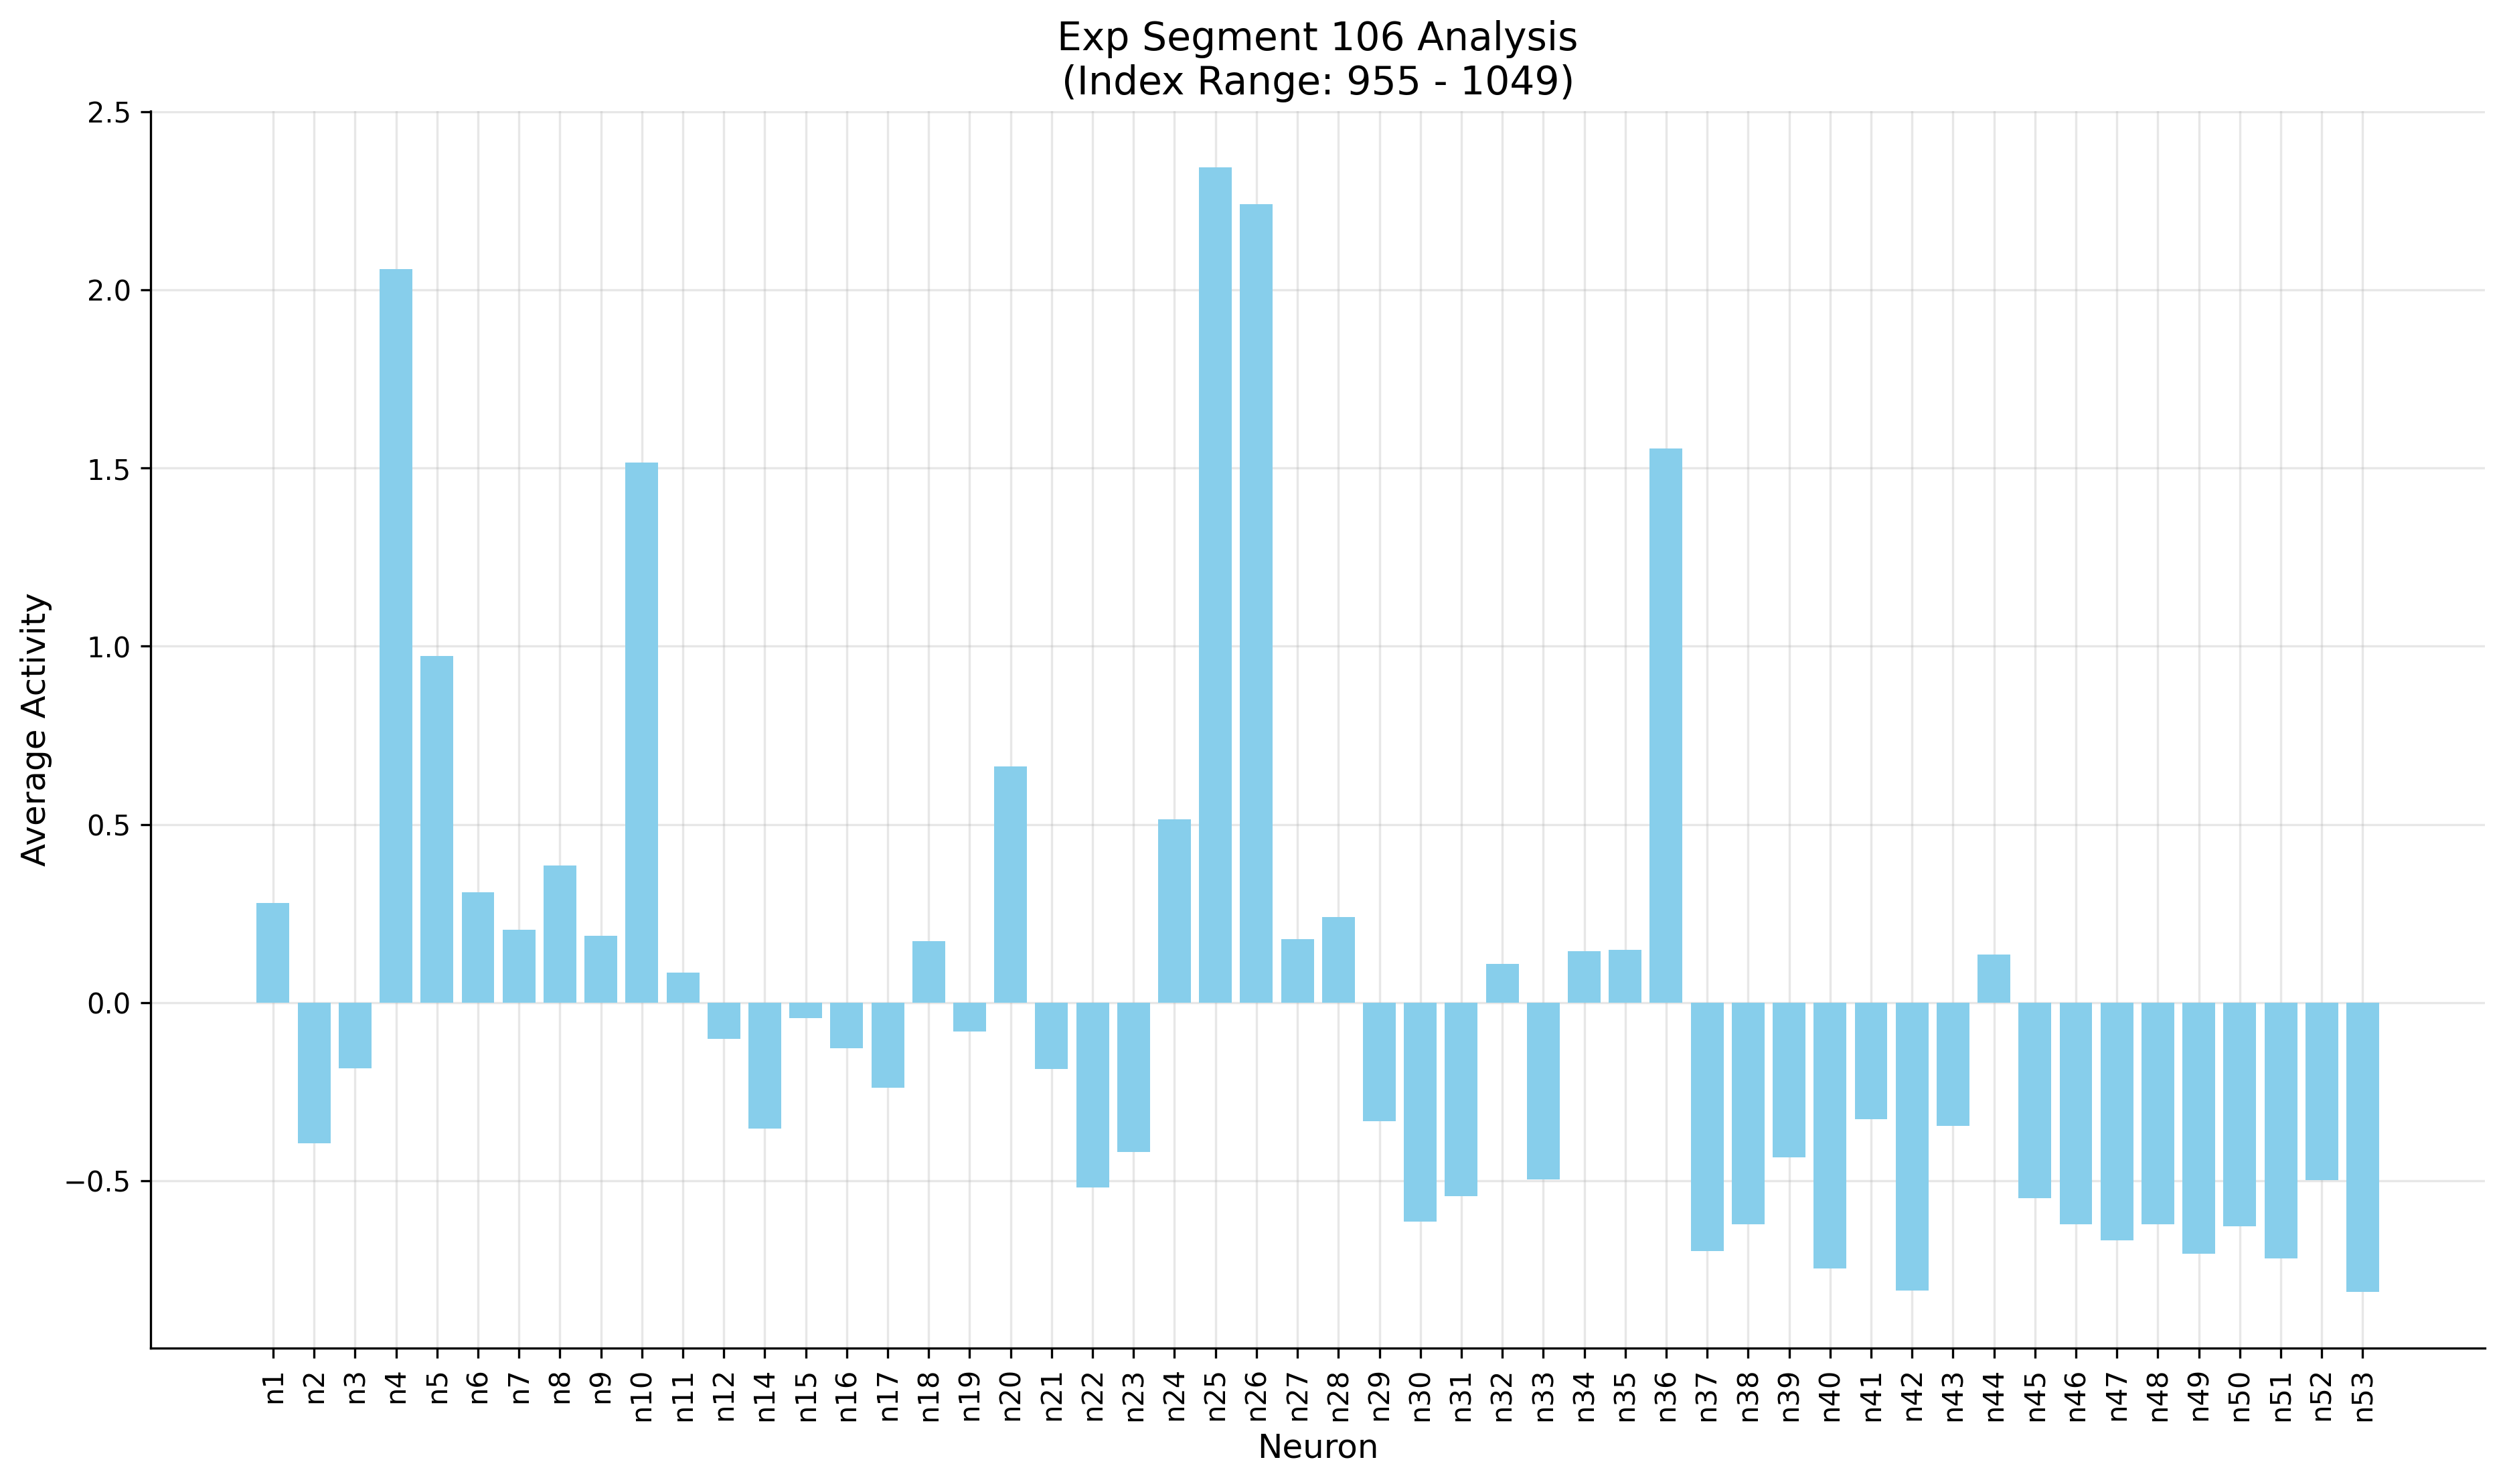 Exp Segment 106 Analysis
(Index Range: 955 - 1049)
Average Activity
2.5
2.0
1.5
1.0
0.5
0.0
−0.5
n1
n2
n3
n4
n5
n6
n7
n8
n9
n10
n11
n12
n14
n15
n16
n17
n18
n19
n20
n21
n22
n23
n24
n25
n26
n27
n28
n29
n30
n31
n32
n33
n34
n35
n36
n37
n38
n39
n40
n41
n42
n43
n44
n45
n46
n47
n48
n49
n50
n51
n52
n53
Neuron